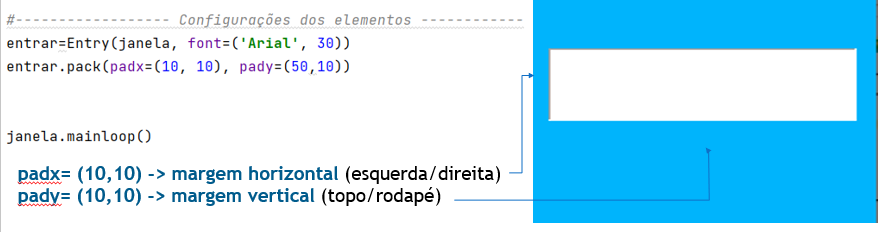 #------------------ Configurações dos elementos ------------
entrar=Entry(janela, font=('Arial', 30))
entrar.pack(padx=(10, 10), pady=(50,10))
janela.mainloop()
padx= (10,10) -> margem horizontal (esquerda/direita)
pady= (10,10) -> margem vertical (topo/rodapé)